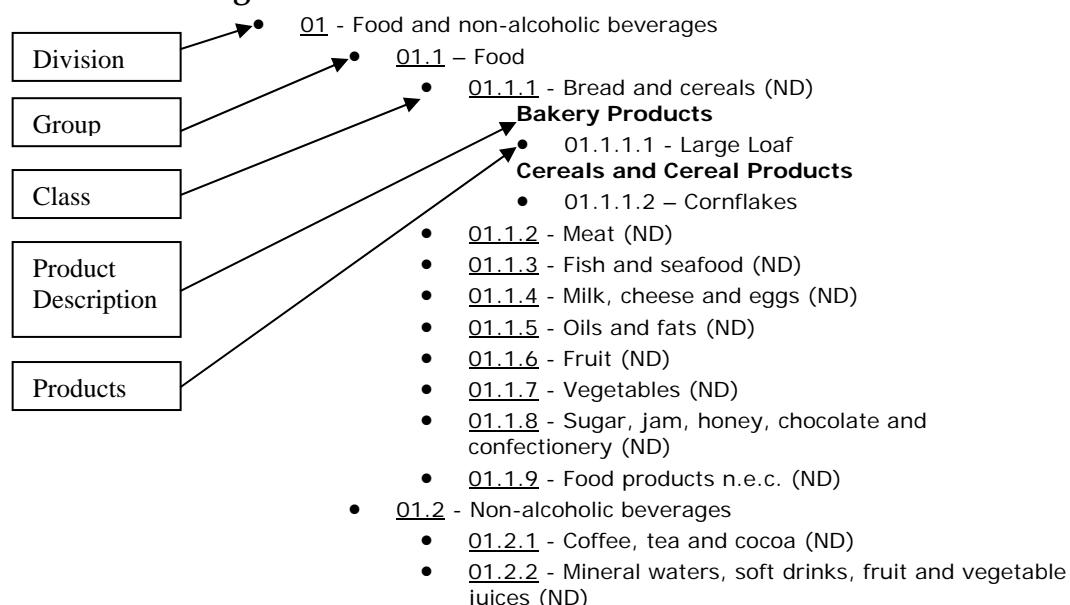 01 - Food and non-alcoholic beverages
Division
01.1 – Food
01.1.1 - Bread and cereals (ND)
Group
Bakery Products
01.1.1.1 - Large Loaf
Cereals and Cereal Products
Class
01.1.1.2 – Cornflakes
01.1.2 - Meat (ND)
Product
Description
01.1.3 - Fish and seafood (ND)
01.1.4 - Milk, cheese and eggs (ND)
01.1.5 - Oils and fats (ND)
01.1.6 - Fruit (ND)
Products
01.1.7 - Vegetables (ND)
01.1.8 - Sugar, jam, honey, chocolate and
confectionery (ND)
01.1.9 - Food products n.e.c. (ND)
01.2 - Non-alcoholic beverages
01.2.1 - Coffee, tea and cocoa (ND)
01.2.2 - Mineral waters, soft drinks, fruit and vegetable
juices (ND)